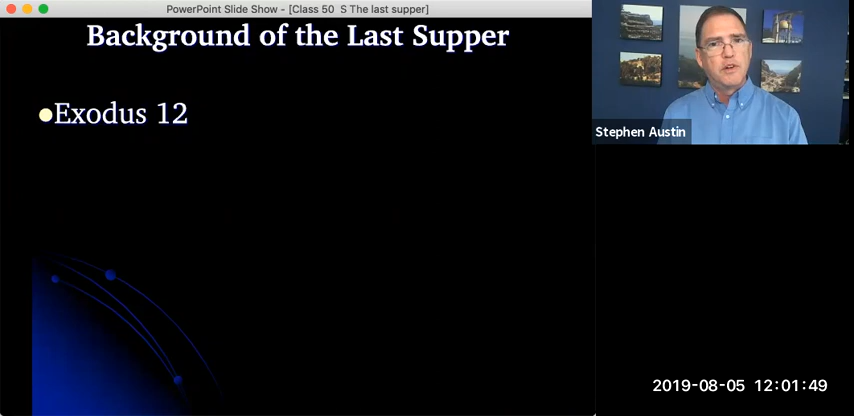 PowerPoint Slide Show - [Class 50  S The last supper]
Background of the Last Supper
Exodus 12
Stephen Austin
2019-08-05 12:01:49